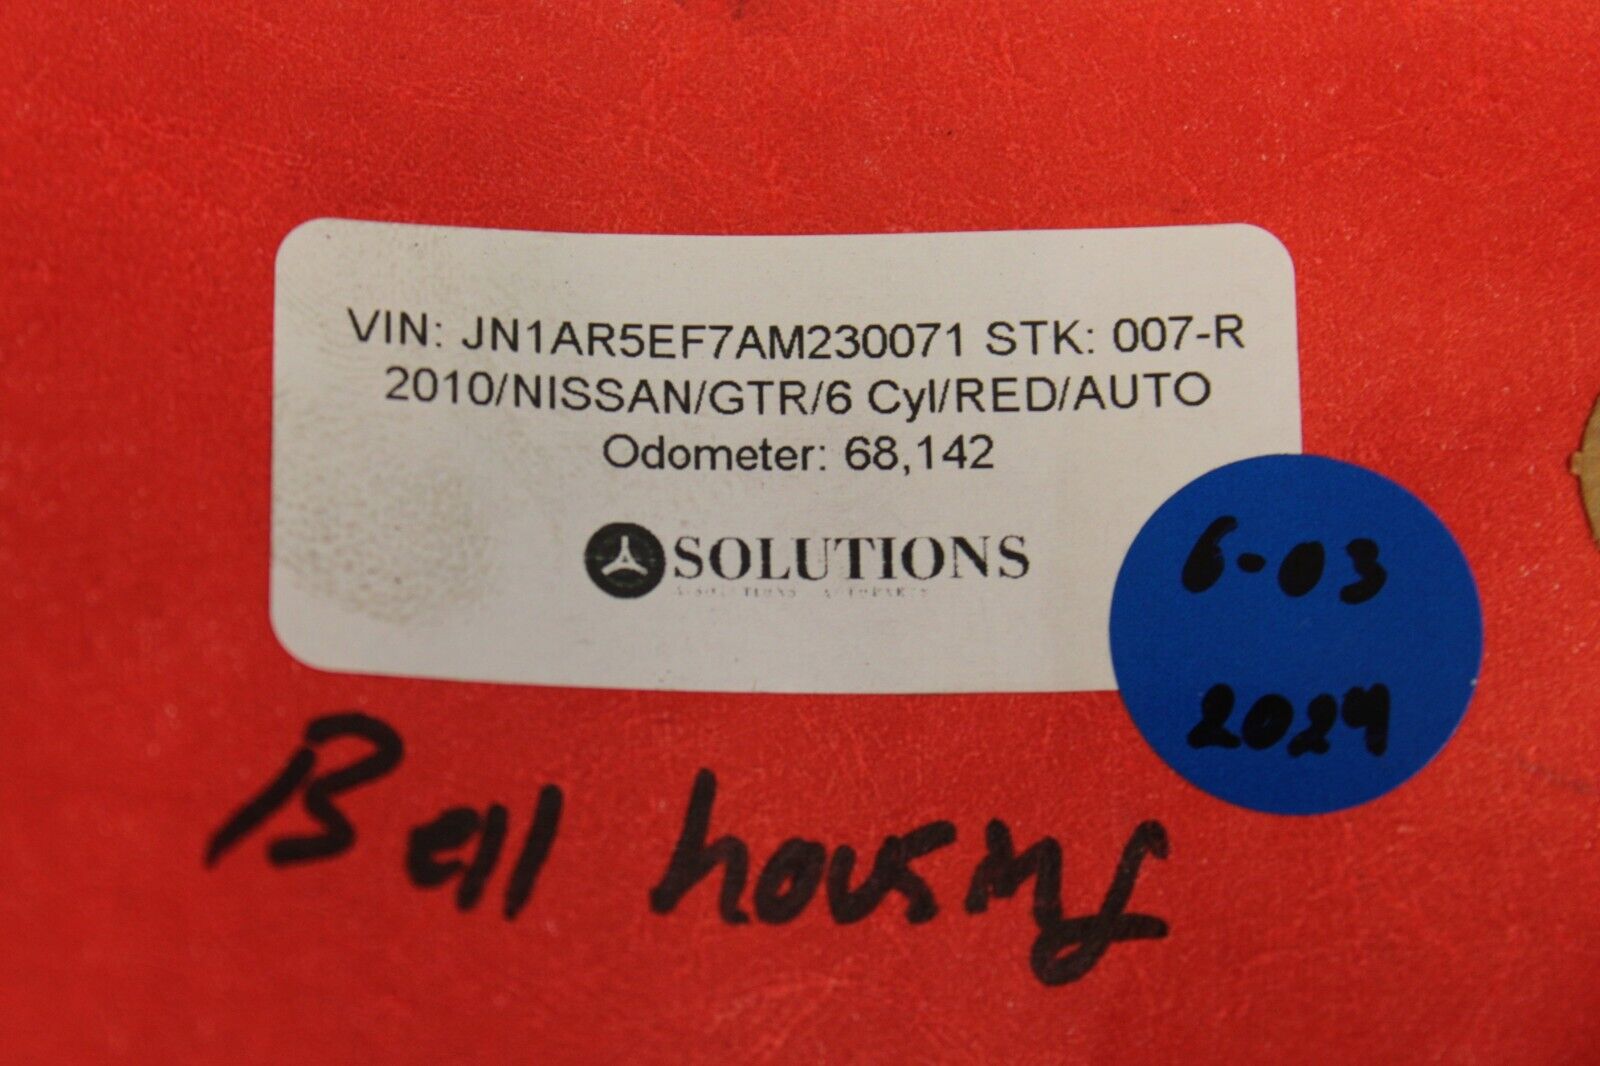 VIN: JN1AR5EF7AM230071 STK: 007-R
2010/NISSAN/GTR/6 Cyl/RED/AUTO
Odometer: 68,142
SOLUTIONS
6-03
2024
Bell housing